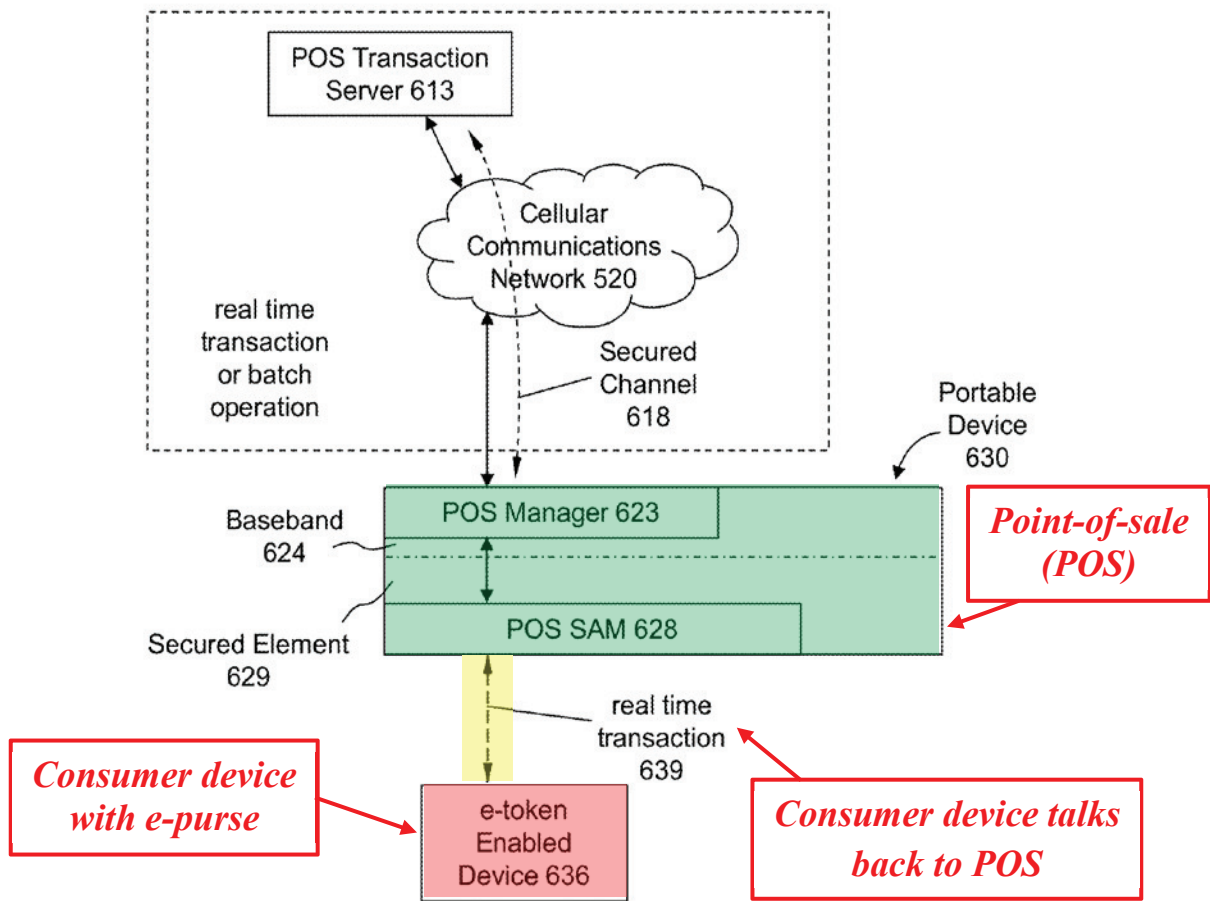 POS Transaction
Server 613
Cellular
Communications
Network 520
real time
transaction
or batch
operation
Secured
Channel
618
Portable
Device
630
POS Manager 623
Baseband
624
Point-of-sale
(POS)
POS SAM 628
Secured Element
629
real time
transaction
639
Consumer device
with e-purse
e-token
Enabled
Device 636
Consumer device talks
back to POS